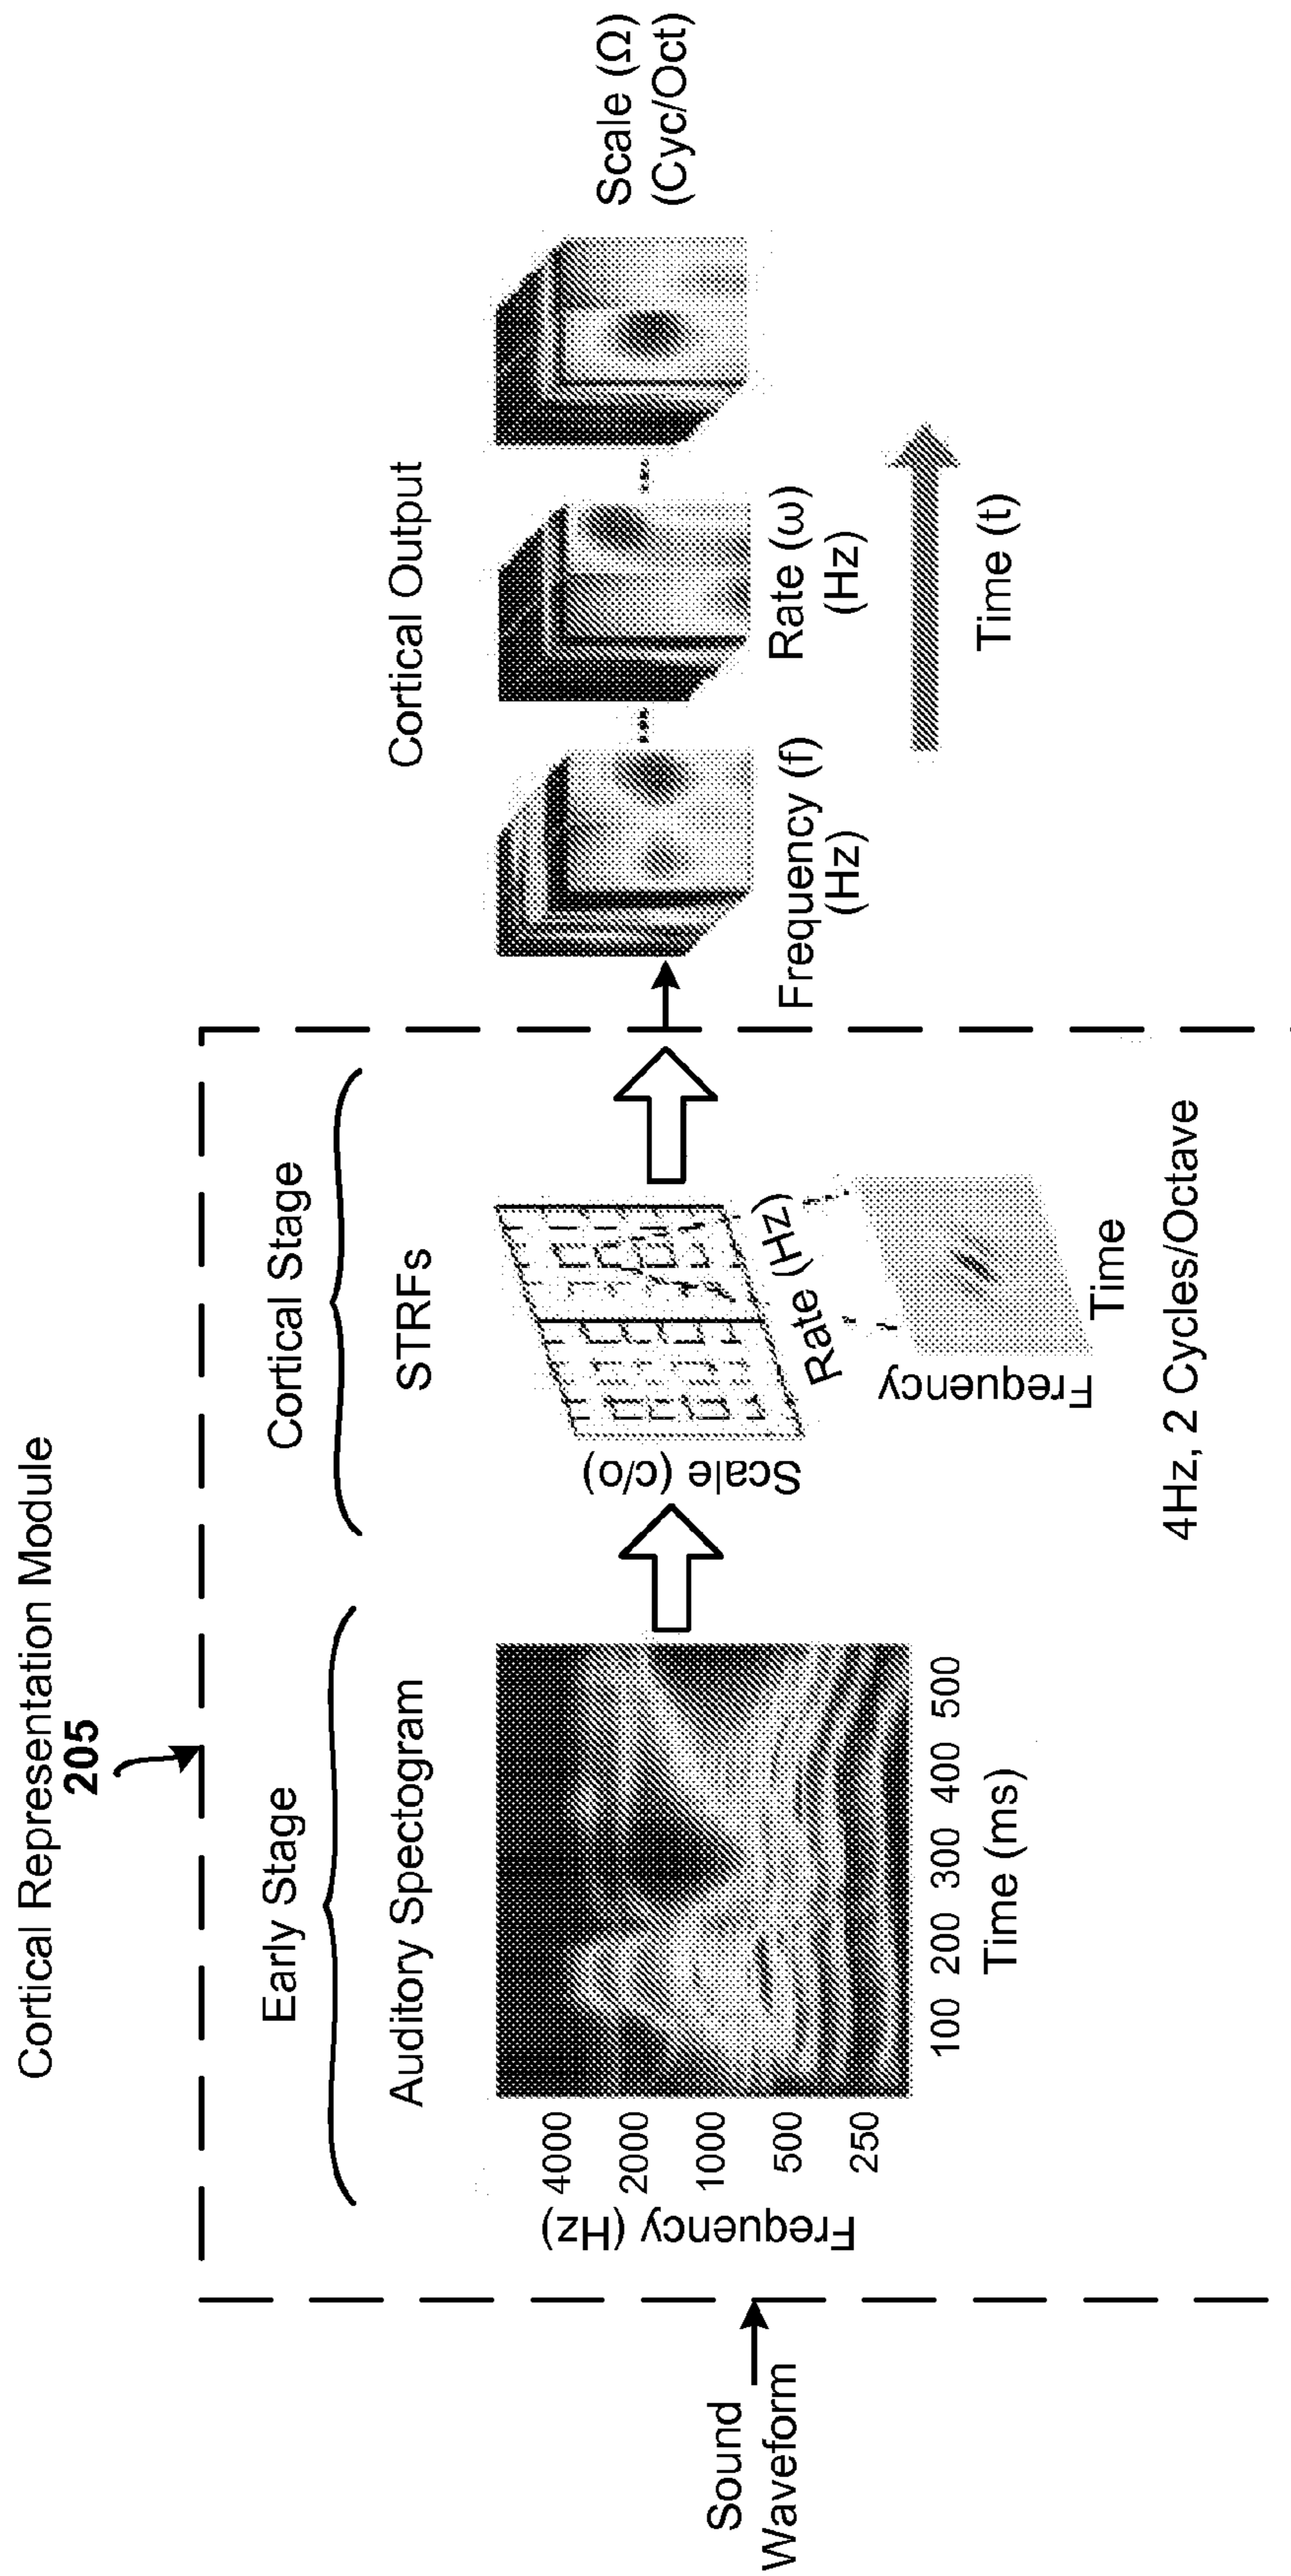 Cortical Representation Module
205
Early Stage
Cortical Stage
Auditory Spectogram
STRFs
Cortical Output
Sound
Waveform
Frequency (Hz)
4000
2000
1000
500
250
100 200 300 400 500
Time (ms)
Scale (c/o)
Rate (Hz)
Frequency
Time
4Hz, 2 Cycles/Octave
Frequency (f)
(Hz)
Rate (ω)
(Hz)
Scale (Ω)
(Cyc/Oct)
Time (t)